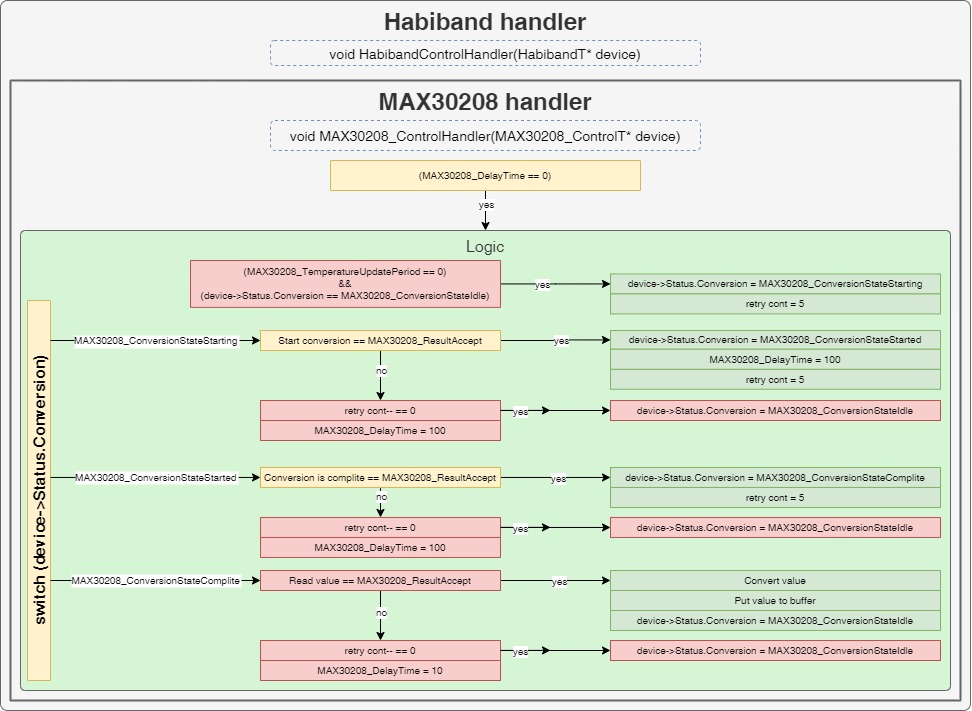 Habiband handler
void HabibandControlHandler(HabibandT* device)
MAX30208 handler
void MAX30208_ControlHandler(MAX30208_ControlT* device)
(MAX30208_DelayTime == 0)
yes
Logic
(MAX30208_TemperatureUpdatePeriod == 0)
&&
(device->Status.Conversion == MAX30208_ConversionStateIdle)
yes
device->Status.Conversion = MAX30208_ConversionStateStarting
retry cont = 5
switch (device->Status.Conversion)
MAX30208_ConversionStateStarting
Start conversion == MAX30208_ResultAccept
yes
device->Status.Conversion = MAX30208_ConversionStateStarted
MAX30208_DelayTime = 100
retry cont = 5
no
retry cont-- == 0
MAX30208_DelayTime = 100
yes
device->Status.Conversion = MAX30208_ConversionStateIdle
MAX30208_ConversionStateStarted
Conversion is complite == MAX30208_ResultAccept
yes
device->Status.Conversion = MAX30208_ConversionStateComplite
retry cont = 5
no
retry cont-- == 0
MAX30208_DelayTime = 100
yes
device->Status.Conversion = MAX30208_ConversionStateIdle
MAX30208_ConversionStateComplite
Read value == MAX30208_ResultAccept
yes
Convert value
Put value to buffer
device->Status.Conversion = MAX30208_ConversionStateIdle
no
retry cont-- == 0
MAX30208_DelayTime = 10
yes
device->Status.Conversion = MAX30208_ConversionStateIdle